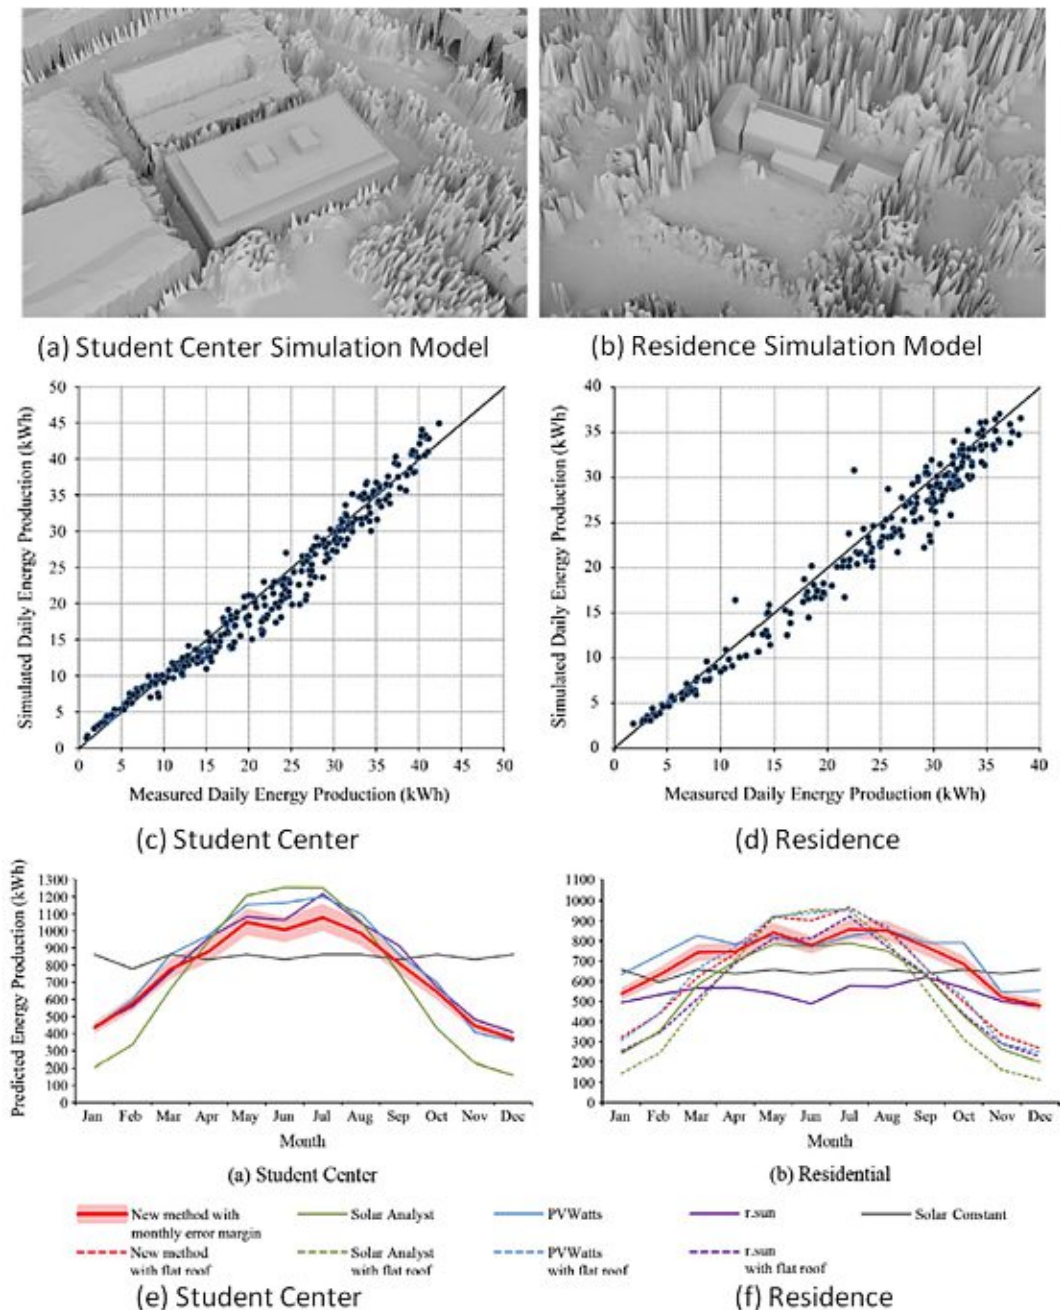 (a) Student Center Simulation Model
(b) Residence Simulation Model
Simulated Daily Energy Production (kWh)
50
45
40
35
30
25
20
15
10
5
0
0 5 10 15 20 25 30 35 40 45 50
Measured Daily Energy Production (kWh)
(c) Student Center
Simulated Daily Energy Production (kWh)
40
35
30
25
20
15
10
5
0
0 5 10 15 20 25 30 35 40
Measured Daily Energy Production (kWh)
(d) Residence
Predicted Energy Production (kWh)
1300
1200
1100
1000
900
800
700
600
500
400
300
200
100
0
Jan Feb Mar Apr May Jun Jul Aug Sep Oct Nov Dec
Month
(a) Student Center
1100
1000
900
800
700
600
500
400
300
200
100
0
Jan Feb Mar Apr May Jun Jul Aug Sep Oct Nov Dec
Month
(b) Residential
New method with
monthly error margin
Solar Analyst
PVWatts
r.sun
Solar Constant
New method
with flat roof
Solar Analyst
with flat roof
PVWatts
with flat roof
r.sun
with flat roof
(e) Student Center
(f) Residence